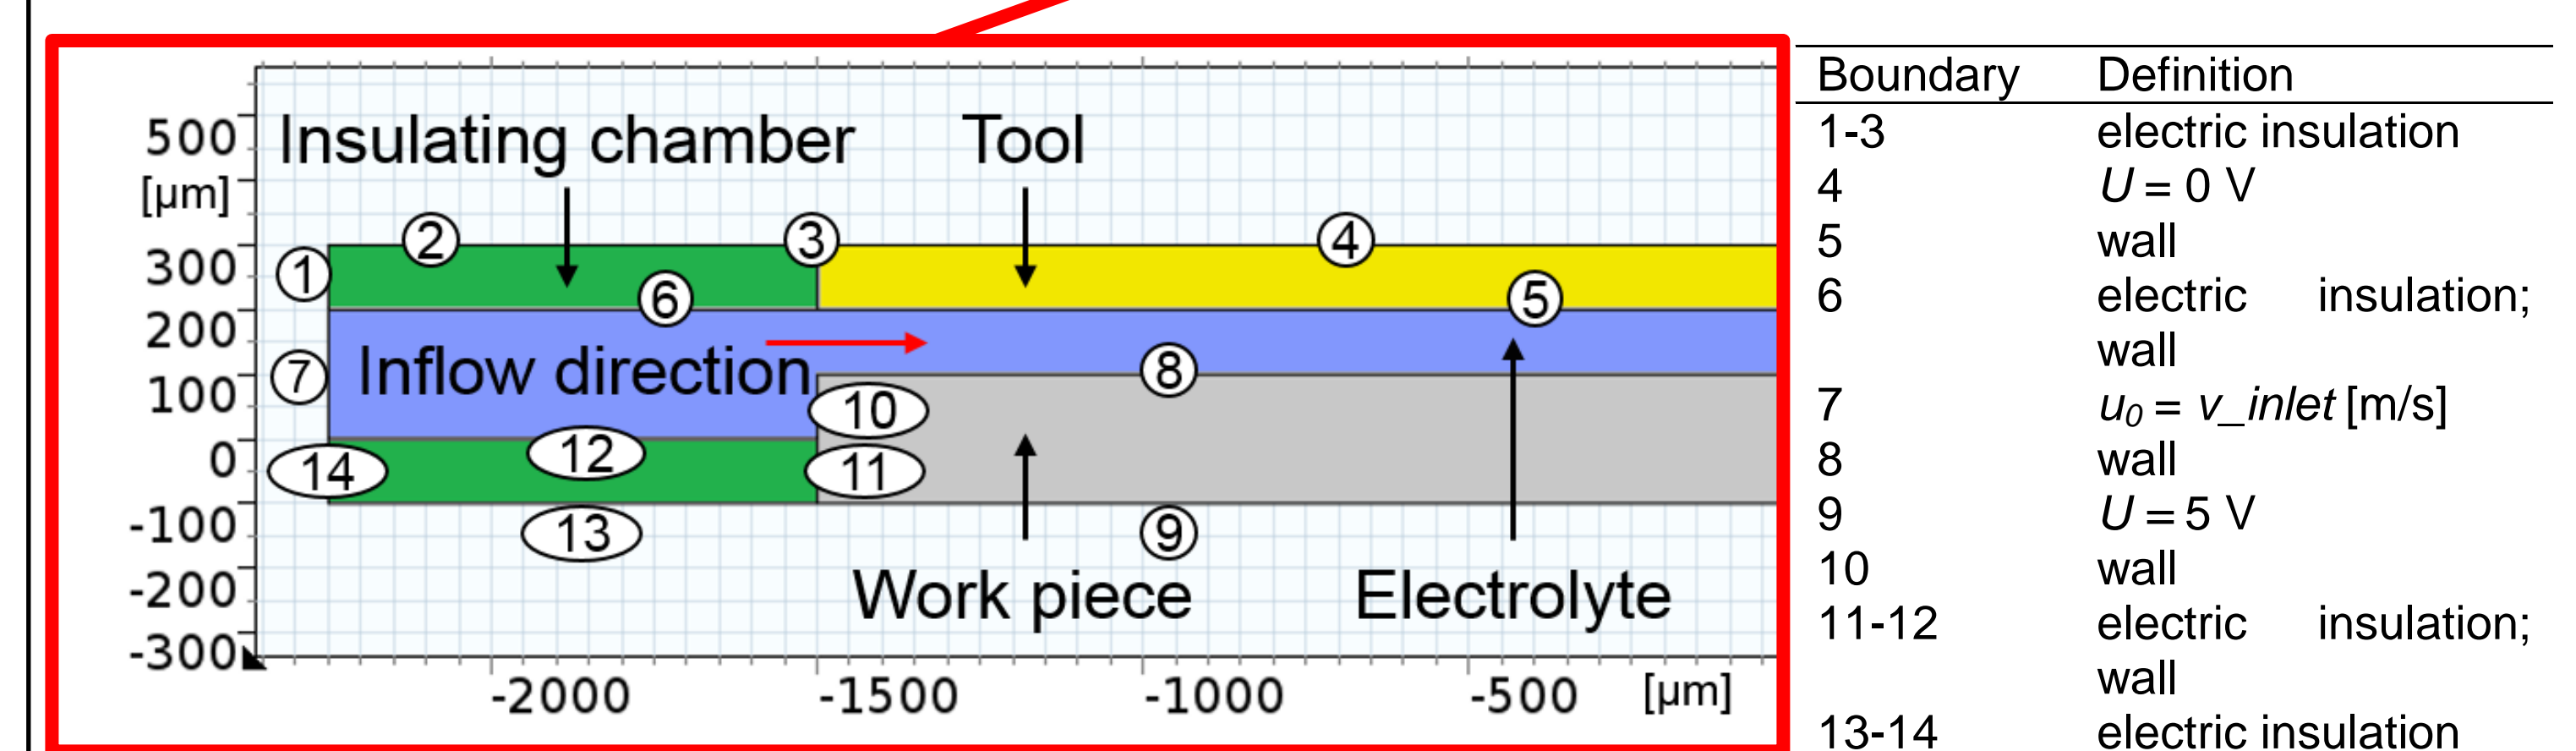 Insulating chamber Tool
500
[µm]
2 3 4
1 300
6 5
200
7 Inflow direction 8
100
10
0 14 12 11
-100
13 9
-200 Work piece Electrolyte
-300
-2000 -1500 -1000 -500 [µm]
Boundary Definition
1-3 electric insulation
4 U = 0 V
5 wall
6 electric insulation;
wall
7 u0 = v_inlet [m/s]
8 wall
9 U = 5 V
10 wall
11-12 electric insulation;
wall
13-14 electric insulation